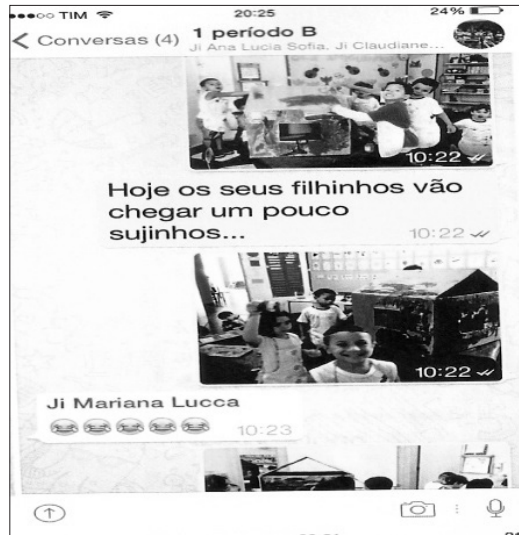 TIM 20:25 24%
Conversas (4) 1 período B
Ji Ana Lucia Sofia, Ji Claudiane...
10:22
Hoje os seus filhinhos vão
chegar um pouco
sujinhos... 10:22
10:22
Ji Mariana Lucca
10:23